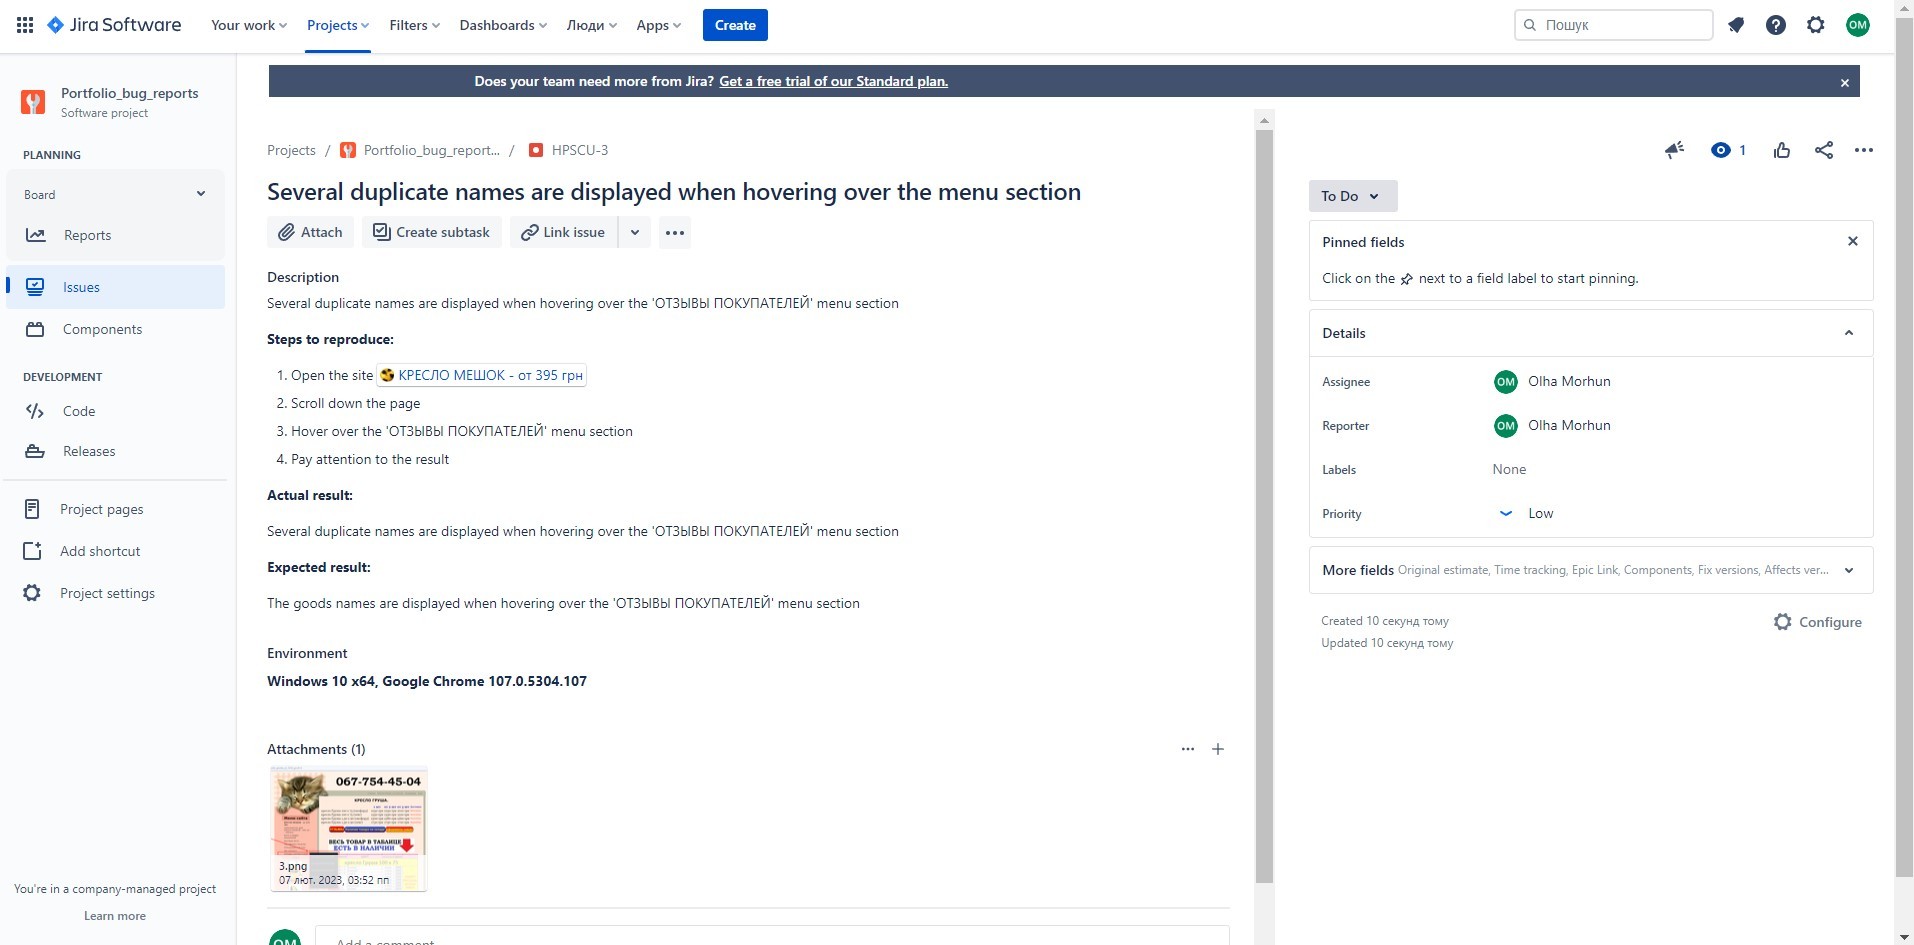 Jira Software
Your work
Projects
Filters
Dashboards
Люди
Apps
Create
Пошук
OM
Portfolio_bug_reports
Software project
PLANNING
Board
Reports
Issues
Components
DEVELOPMENT
Code
Releases
Project pages
Add shortcut
Project settings
You're in a company-managed project
Learn more
Does your team need more from Jira? Get a free trial of our Standard plan.
Projects / Portfolio_bug_report... / HPSCU-3
Several duplicate names are displayed when hovering over the menu section
Attach
Create subtask
Link issue
Description
Several duplicate names are displayed when hovering over the 'ОТЗЫВЫ ПОКУПАТЕЛЕЙ' menu section
Steps to reproduce:
1. Open the site КРЕСЛО МЕШОК - от 395 грн
2. Scroll down the page
3. Hover over the 'ОТЗЫВЫ ПОКУПАТЕЛЕЙ' menu section
4. Pay attention to the result
Actual result:
Several duplicate names are displayed when hovering over the 'ОТЗЫВЫ ПОКУПАТЕЛЕЙ' menu section
Expected result:
The goods names are displayed when hovering over the 'ОТЗЫВЫ ПОКУПАТЕЛЕЙ' menu section
Environment
Windows 10 x64, Google Chrome 107.0.5304.107
Attachments (1)
067-754-45-04
КРЕСЛО ГРУША
ВЕСЬ ТОВАР В ТАБЛИЦЕ
ЕСТЬ В НАЛИЧИИ
3.png
07 лют. 2023, 03:52 пп
OM
Add a comment
1
To Do
Pinned fields
Click on the next to a field label to start pinning.
Details
Assignee
OM Olha Morhun
Reporter
OM Olha Morhun
Labels
None
Priority
Low
More fields Original estimate, Time tracking, Epic Link, Components, Fix versions, Affects ver...
Created 10 секунд тому
Updated 10 секунд тому
Configure